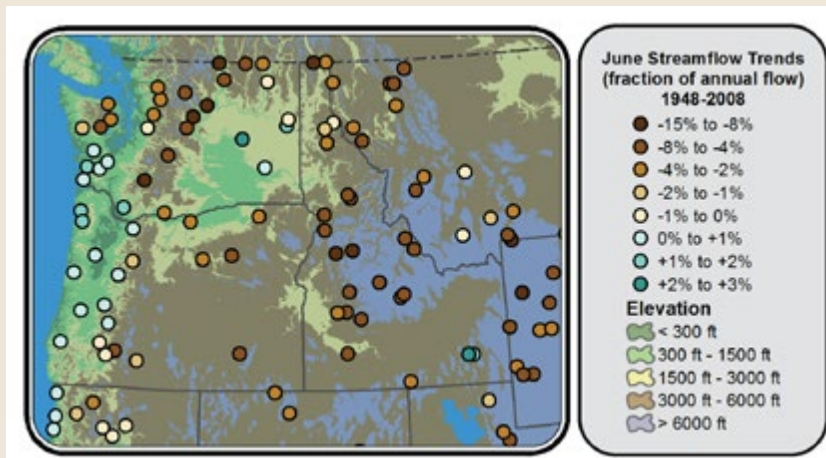 June Streamflow Trends
(fraction of annual flow)
1948-2008
-15% to -8%
-8% to -4%
-4% to -2%
-2% to -1%
-1% to 0%
0% to +1%
+1% to +2%
+2% to +3%
Elevation
< 300 ft
300 ft - 1500 ft
1500 ft - 3000 ft
3000 ft - 6000 ft
> 6000 ft